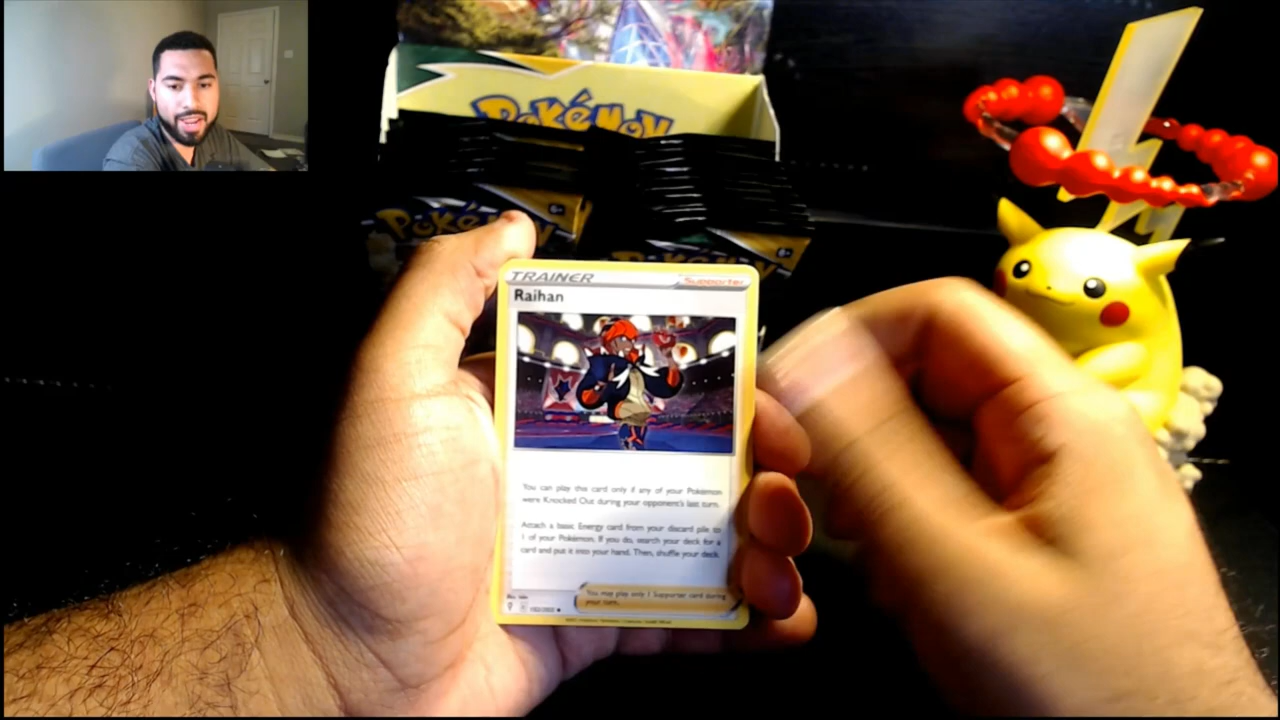 Pokémon
Pokémon
Pokémon
TRAINER
Supporter
Raihan
You can play this card only if any of your Pokémon
were Knocked Out during your opponent's last turn.
Attach a basic Energy card from your discard pile to
1 of your Pokémon. If you do, search your deck for a
card and put it into your hand. Then, shuffle your deck.
You may play only 1 Supporter card during
your turn.